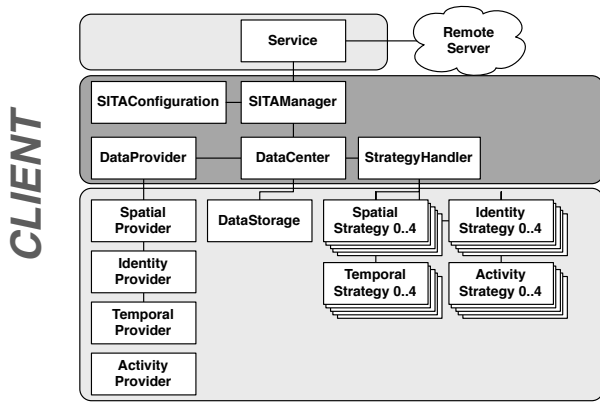 CLIENT
Service
Remote
Server
SITAConfiguration
SITAManager
DataProvider
DataCenter
StrategyHandler
Spatial
Provider
DataStorage
Spatial
Strategy 0..4
Identity
Strategy 0..4
Identity
Provider
Temporal
Strategy 0..4
Activity
Strategy 0..4
Temporal
Provider
Activity
Provider